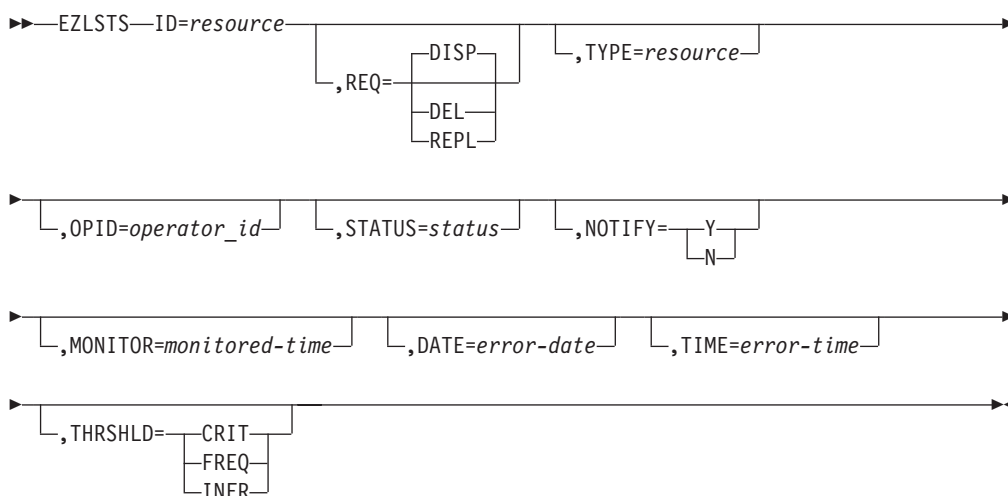 EZLSTS ID=resource
,REQ= DISP ,TYPE=resource
DEL
REPL
,OPID=operator_id ,STATUS=status ,NOTIFY= Y
N
,MONITOR=monitored-time ,DATE=error-date ,TIME=error-time
,THRSHLD= CRIT
FREQ
INFR